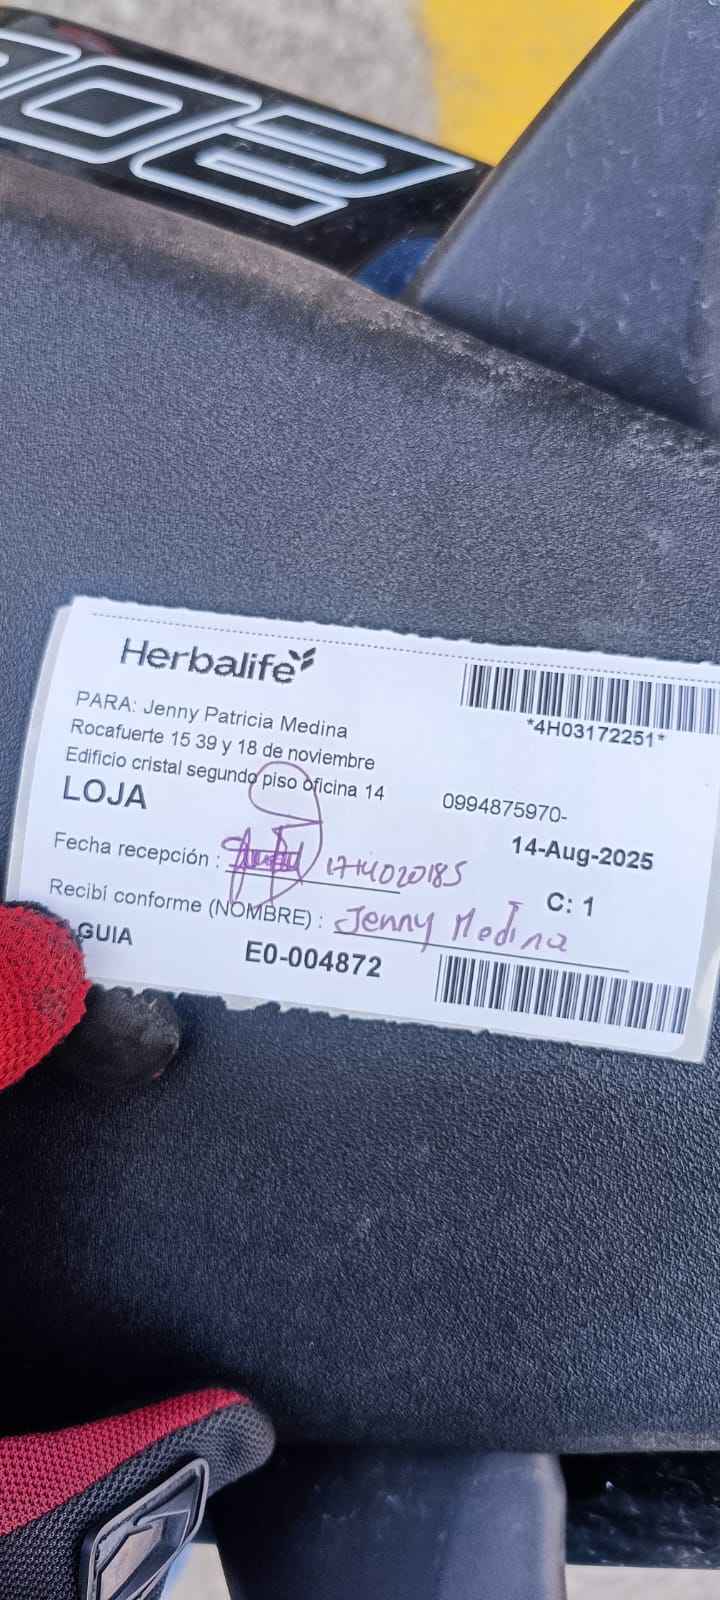 200
Herbalife
*4H03172251*
PARA: Jenny Patricia Medina
Rocafuerte 15 39 y 18 de noviembre
Edificio cristal segundo piso oficina 14
LOJA
0994875970-
14-Aug-2025
Fecha recepción : 1714020185
C: 1
Recibí conforme (NOMBRE) : Jenny Medina
GUIA E0-004872